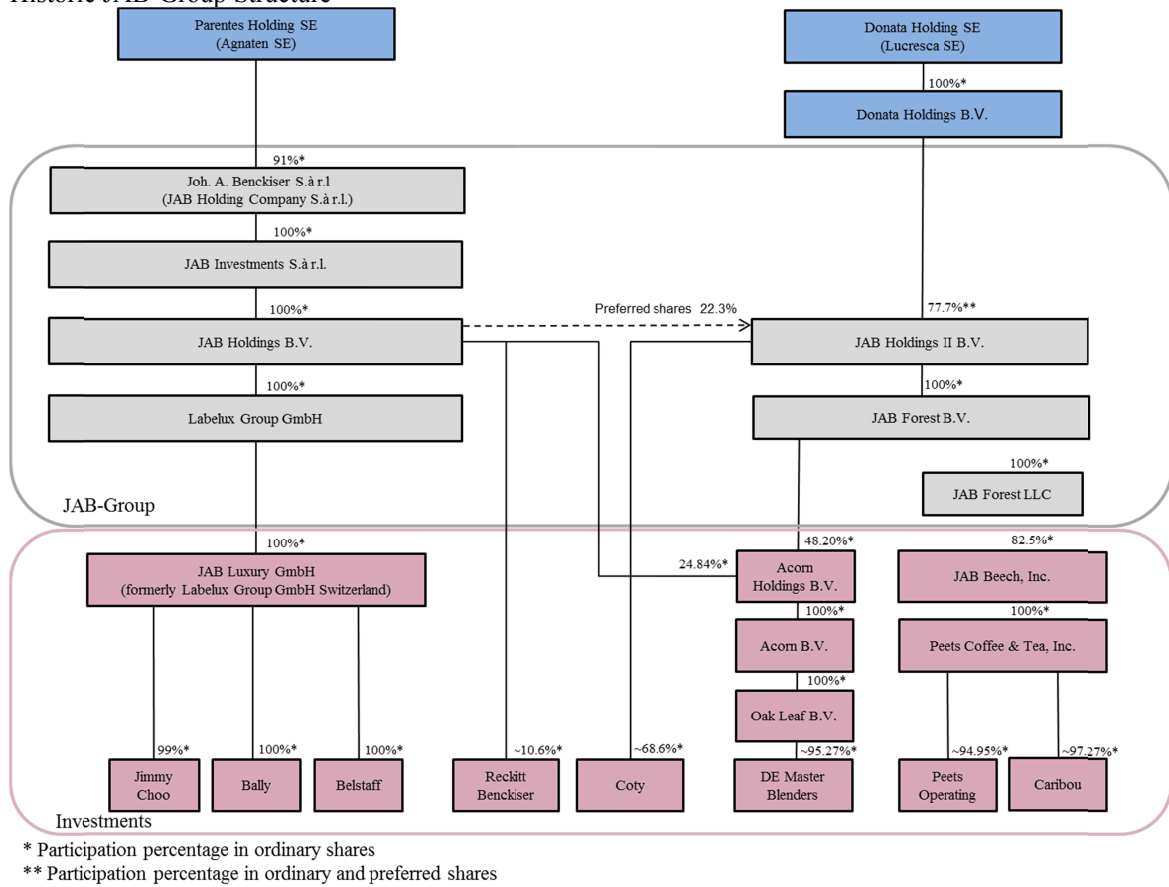 Historic JAB-Group Structure
Parentes Holding SE
(Agnaten SE)
Donata Holding SE
(Lucresca SE)
100%*
Donata Holdings B.V.
91%*
Joh. A. Benckiser S.à r.l
(JAB Holding Company S.à r.l.)
100%*
JAB Investments S.à r.l.
100%*
Preferred shares 22.3%
77.7%**
JAB Holdings B.V.
JAB Holdings II B.V.
100%*
100%*
Labelux Group GmbH
JAB Forest B.V.
100%*
JAB Forest LLC
JAB-Group
100%*
48.20%*
82.5%*
JAB Luxury GmbH
(formerly Labelux Group GmbH Switzerland)
24.84%*
Acorn
Holdings B.V.
JAB Beech, Inc.
100%*
100%*
Acorn B.V.
Peets Coffee & Tea, Inc.
100%*
Oak Leaf B.V.
99%*
100%*
100%*
~10.6%*
~68.6%*
~95.27%*
~94.95%*
~97.27%*
Jimmy
Choo
Bally
Belstaff
Reckitt
Benckiser
Coty
DE Master
Blenders
Peets
Operating
Caribou
Investments
* Participation percentage in ordinary shares
** Participation percentage in ordinary and preferred shares